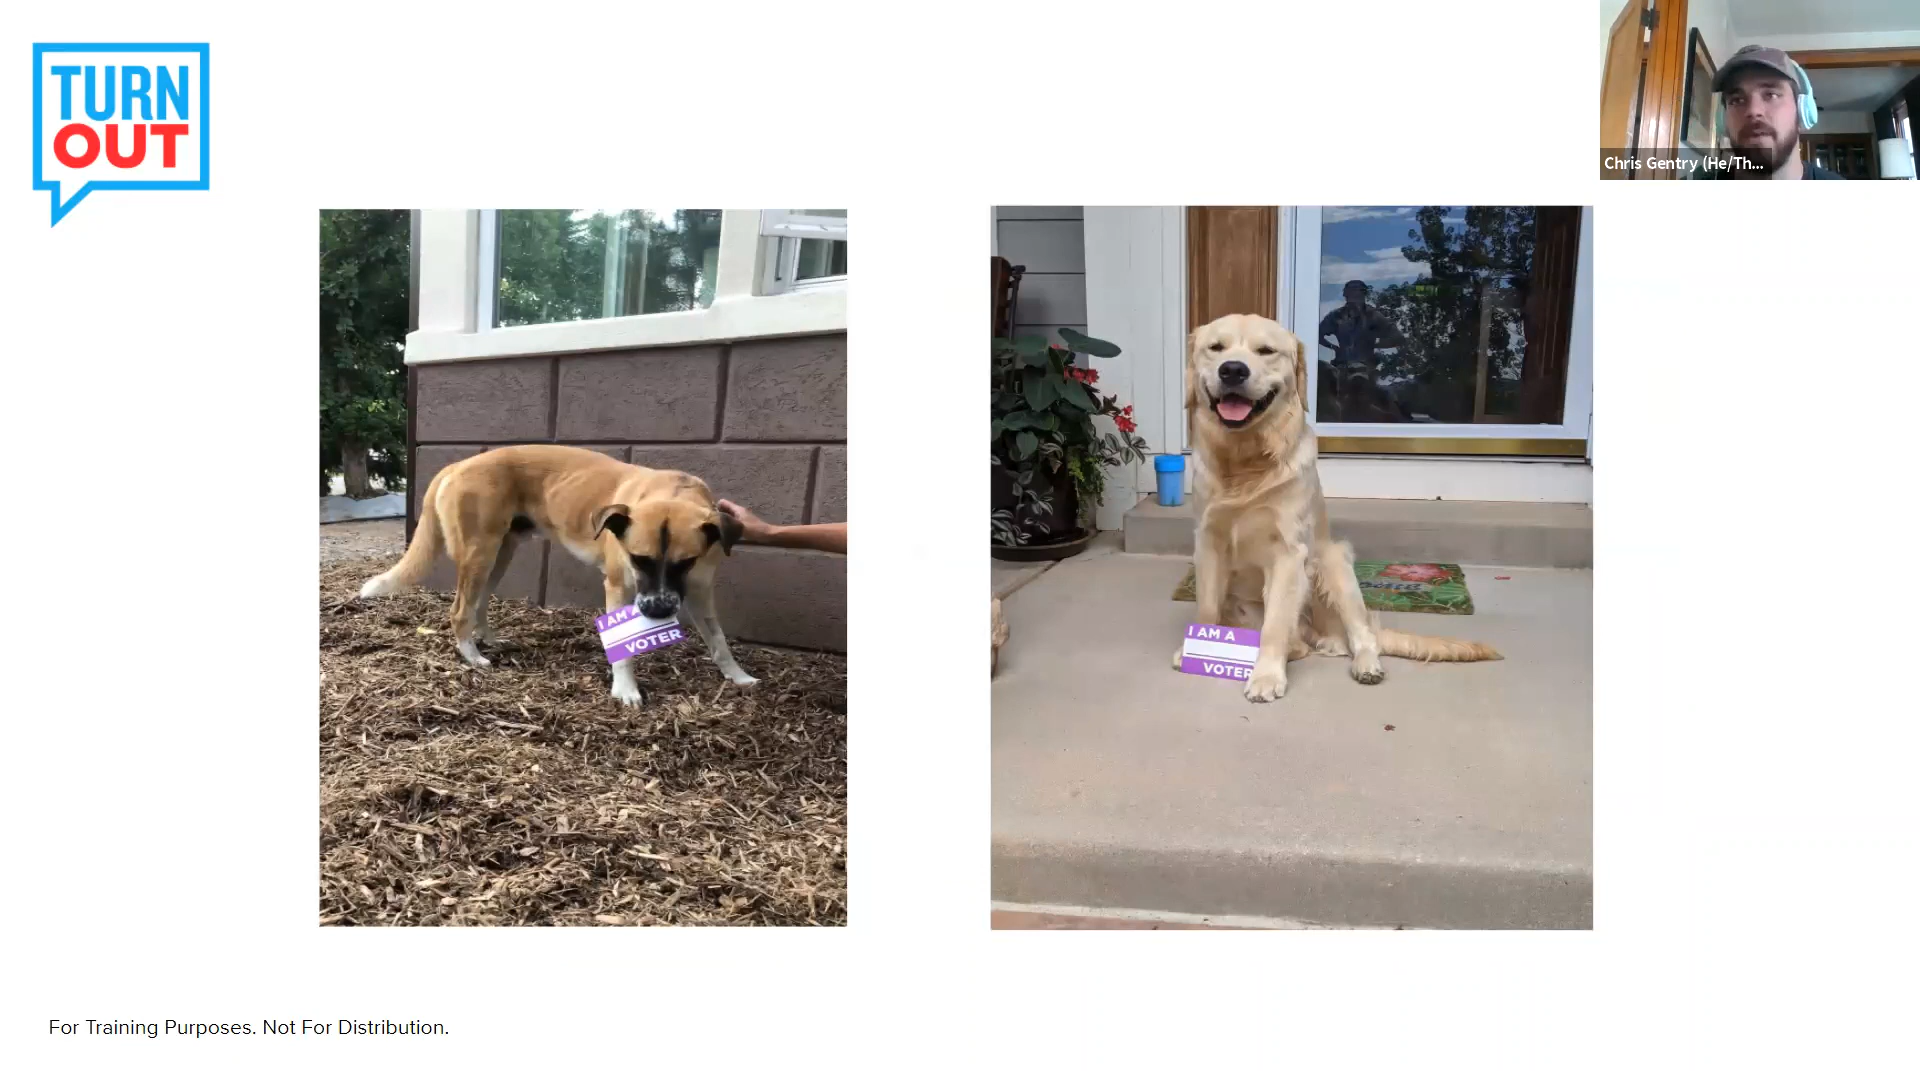 TURN
OUT
Chris Gentry (He/Th...
I AM A
VOTER
I AM A
VOTER
For Training Purposes. Not For Distribution.